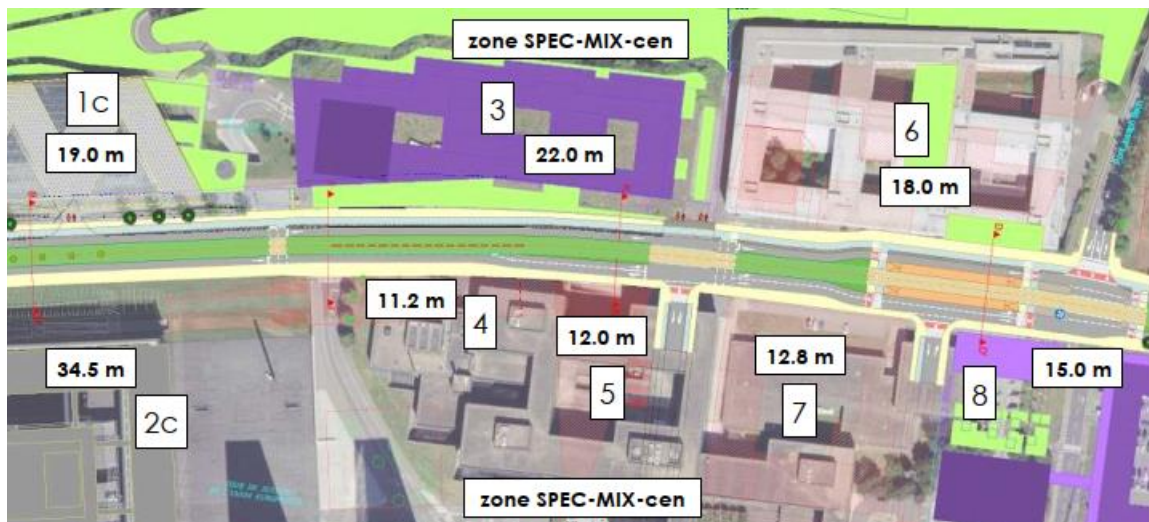 zone SPEC-MIX-cen
1c
19.0 m
3
22.0 m
6
18.0 m
11.2 m
4
12.0 m
5
34.5 m
2c
12.8 m
7
15.0 m
8
zone SPEC-MIX-cen